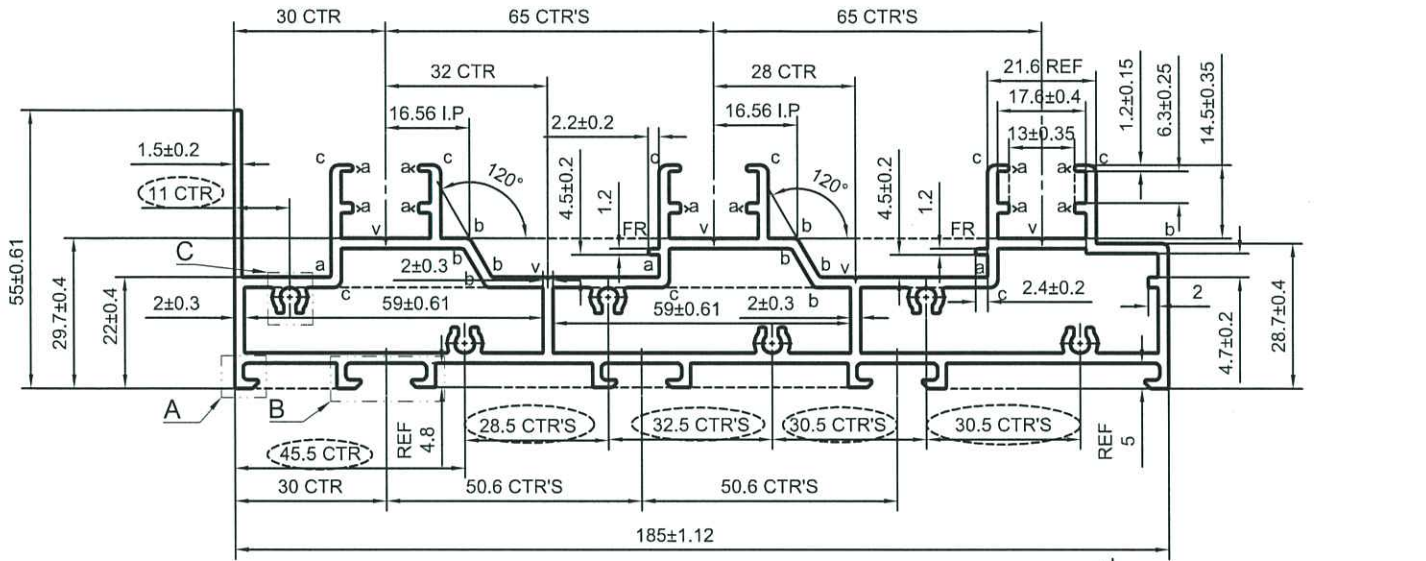 30 CTR
65 CTR'S
65 CTR'S
32 CTR
28 CTR
21.6 REF
17.6±0.4
13±0.35
1.2±0.15
6.3±0.25
14.5±0.35
16.56 I.P
2.2±0.2
16.56 I.P
1.5±0.2
11 CTR
c
a
a
c
120°
4.5±0.2
1.2
c
c
120°
4.5±0.2
1.2
c
a
c
a
a
a
a
a
v
b
FR
v
b
FR
v
b
55±0.61
29.7±0.4
22±0.4
C
a
b
b
b
2±0.3
v
a
b
b
v
a
2±0.3
c
59±0.61
c
59±0.61
2±0.3
b
c
2.4±0.2
2
4.7±0.2
28.7±0.4
A
B
45.5 CTR
REF
4.8
28.5 CTR'S
32.5 CTR'S
30.5 CTR'S
30.5 CTR'S
REF
5
30 CTR
50.6 CTR'S
50.6 CTR'S
185±1.12